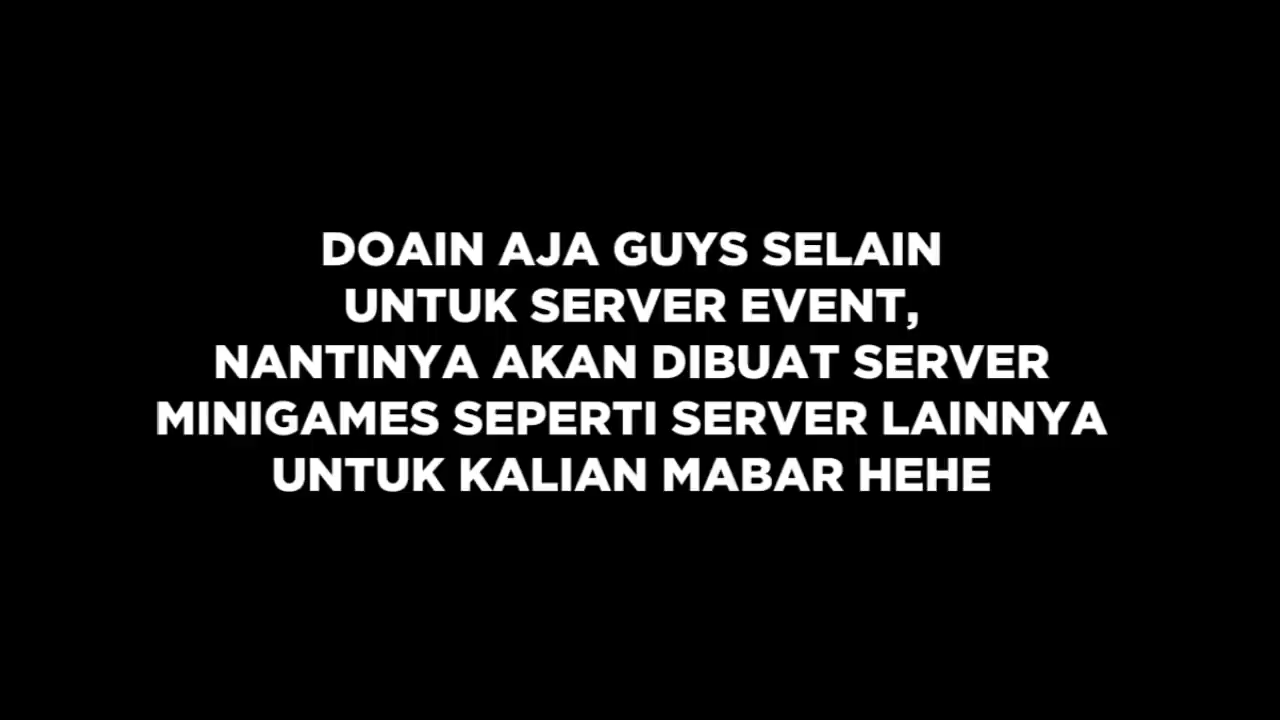 DOAIN AJA GUYS SELAIN
UNTUK SERVER EVENT,
NANTINYA AKAN DIBUAT SERVER
MINIGAMES SEPERTI SERVER LAINNYA
UNTUK KALIAN MABAR HEHE